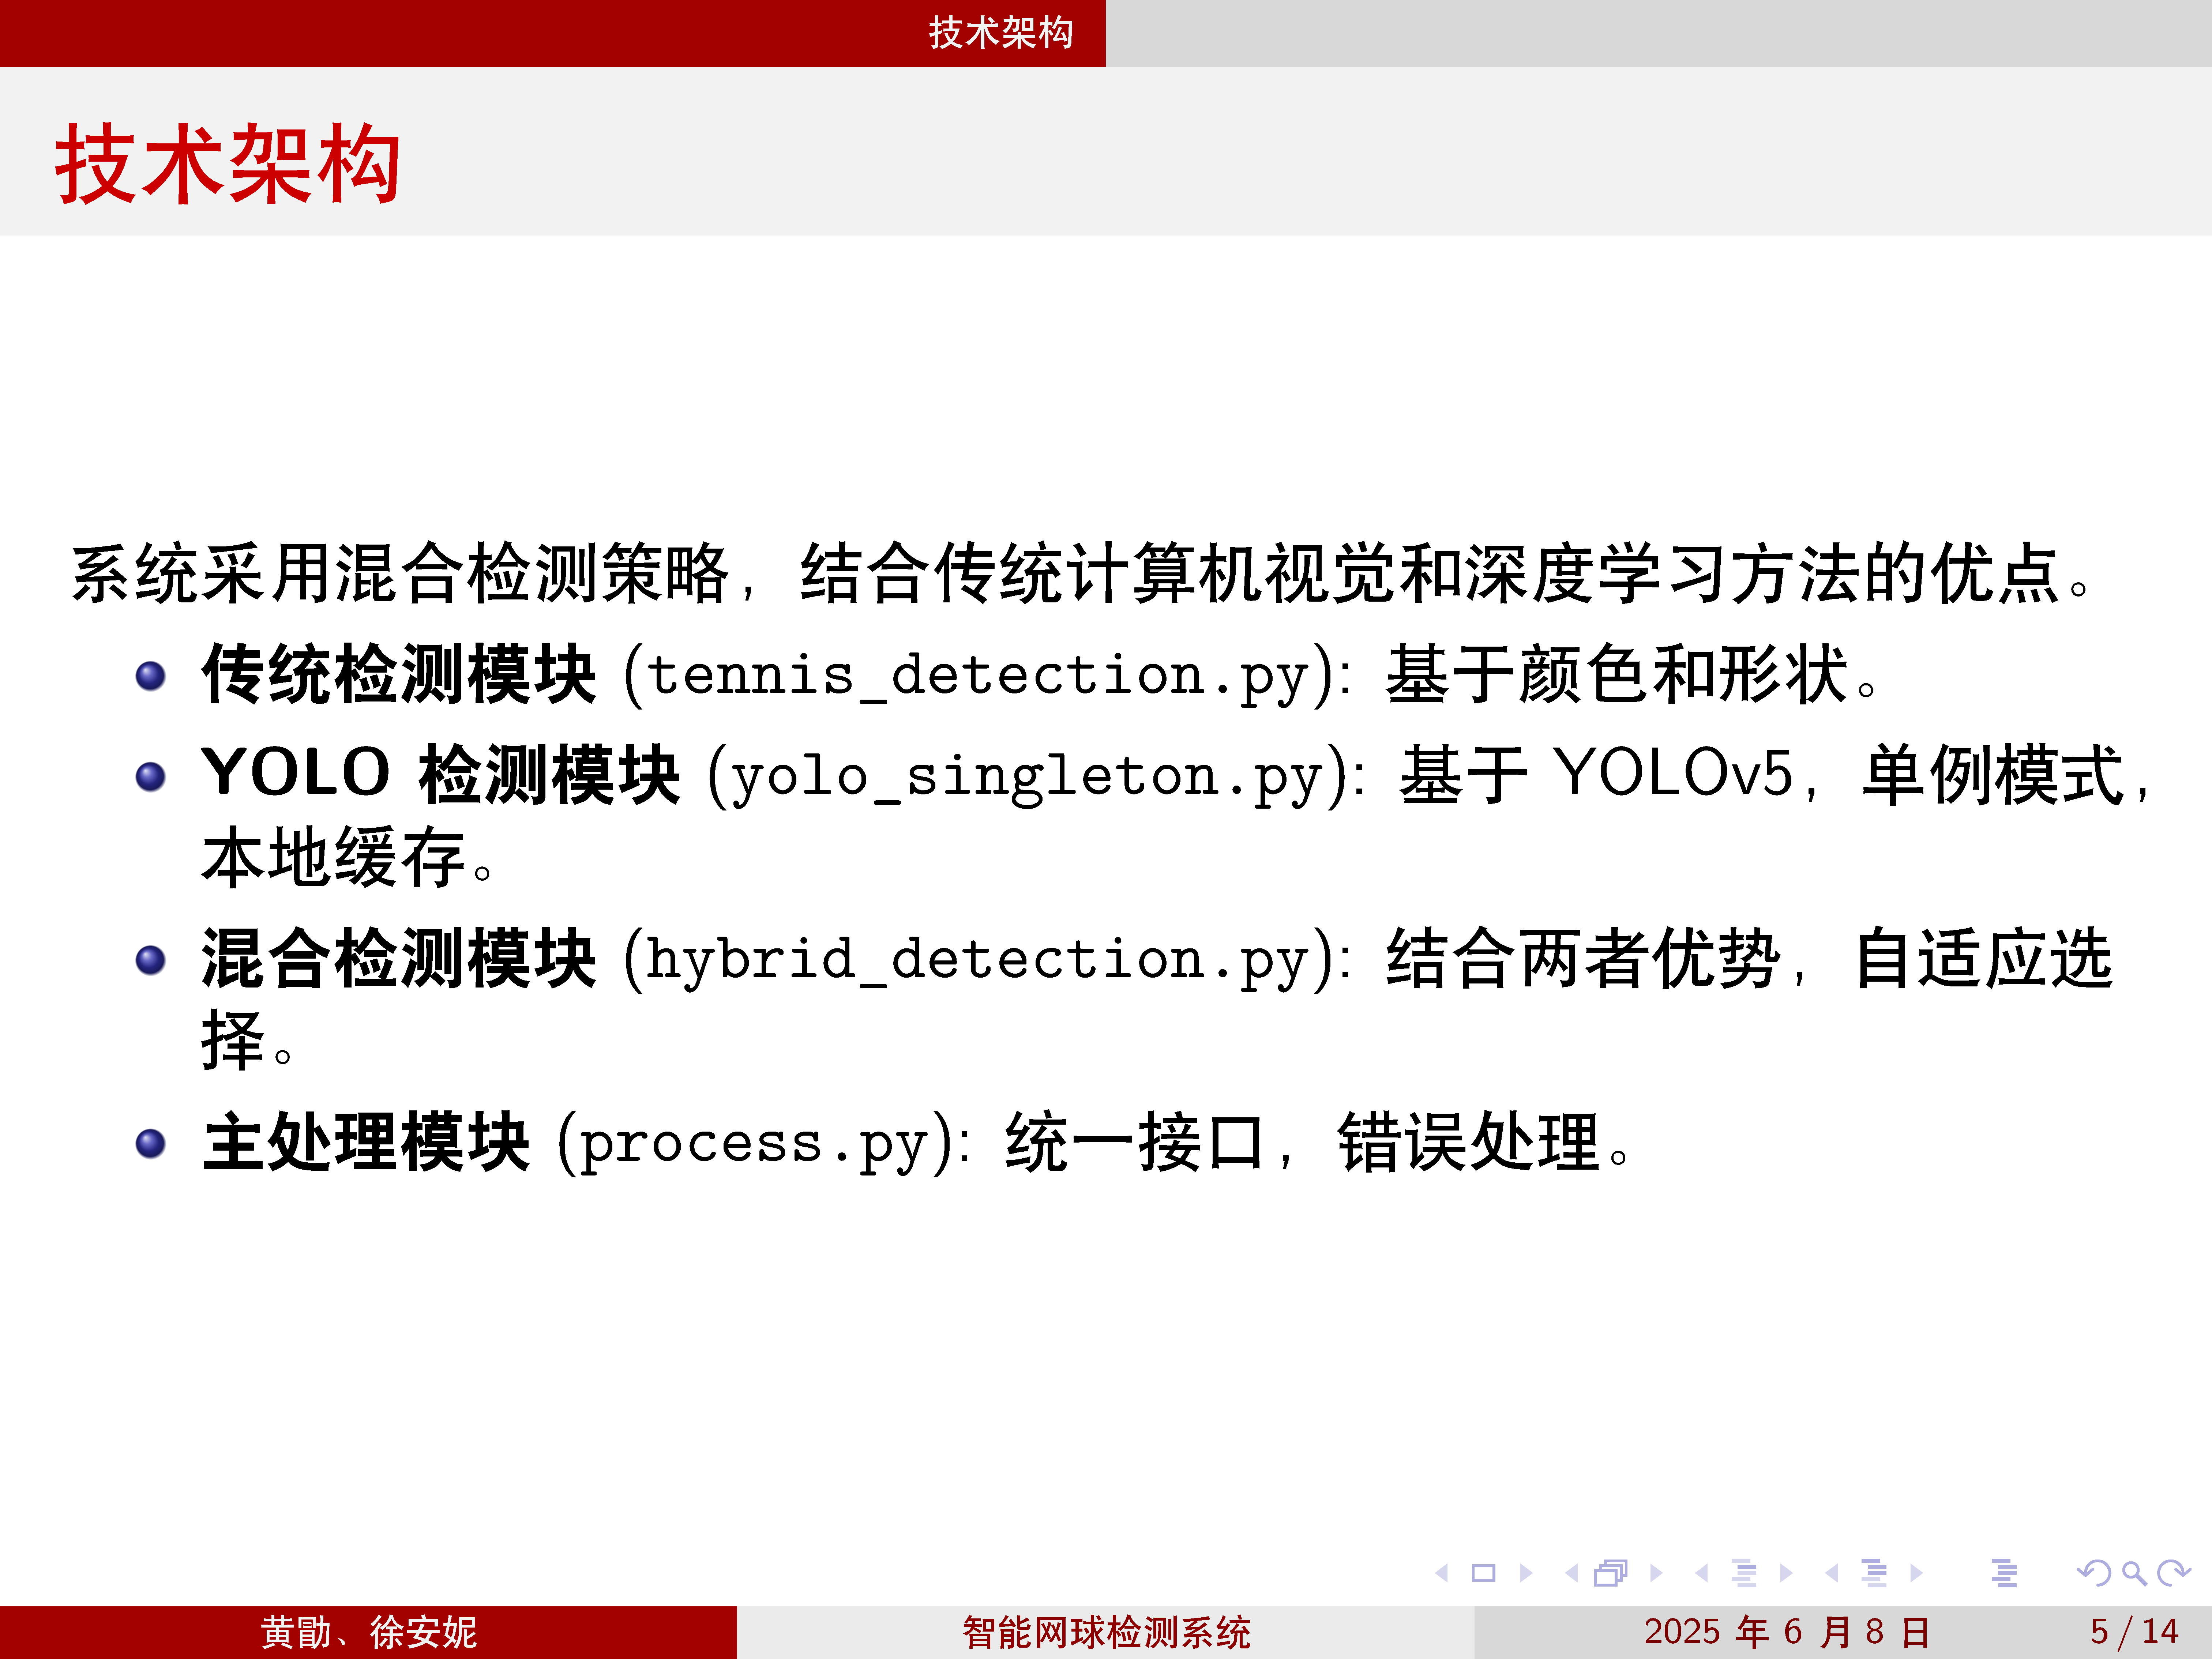 技术架构
技术架构
系统采用混合检测策略，结合传统计算机视觉和深度学习方法的优点。
传统检测模块 (tennis_detection.py): 基于颜色和形状。
YOLO 检测模块 (yolo_singleton.py): 基于 YOLOv5，单例模式，
本地缓存。
混合检测模块 (hybrid_detection.py): 结合两者优势，自适应选
择。
主处理模块 (process.py): 统一接口，错误处理。
黄勖、徐安妮
智能网球检测系统
2025 年 6 月 8 日
5 / 14